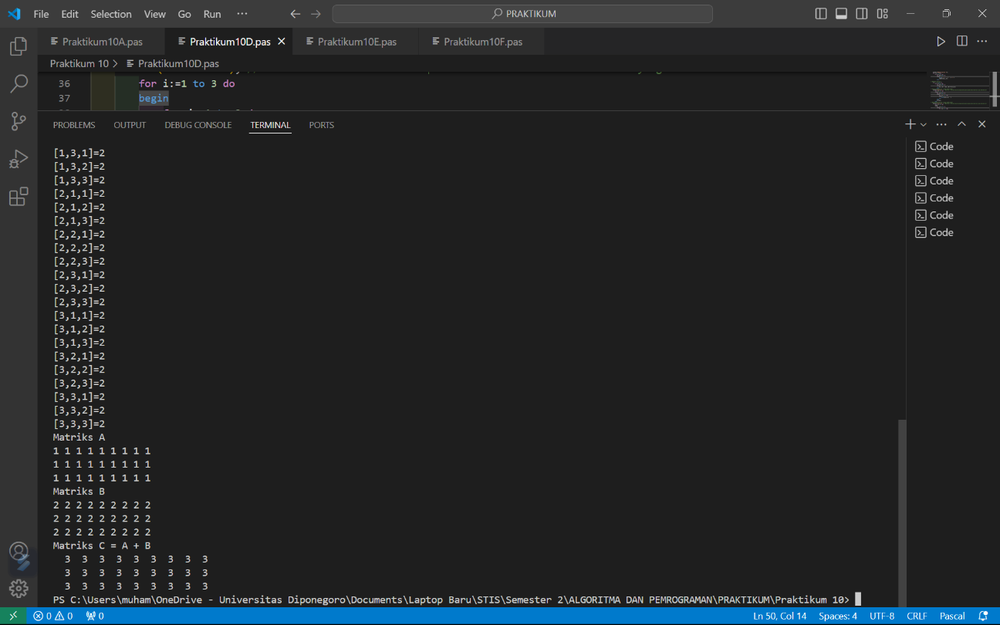 File Edit Selection View Go Run ··· PRAKTIKUM
Praktikum10A.pas Praktikum10D.pas Praktikum10E.pas Praktikum10F.pas
Praktikum 10 > Praktikum10D.pas
36 for i:=1 to 3 do
37 begin
PROBLEMS OUTPUT DEBUG CONSOLE TERMINAL PORTS
[1,3,1]=2
[1,3,2]=2
[1,3,3]=2
[2,1,1]=2
[2,1,2]=2
[2,1,3]=2
[2,2,1]=2
[2,2,2]=2
[2,2,3]=2
[2,3,1]=2
[2,3,2]=2
[2,3,3]=2
[3,1,1]=2
[3,1,2]=2
[3,1,3]=2
[3,2,1]=2
[3,2,2]=2
[3,2,3]=2
[3,3,1]=2
[3,3,2]=2
[3,3,3]=2
Matriks A
1 1 1 1 1 1 1 1 1
1 1 1 1 1 1 1 1 1
1 1 1 1 1 1 1 1 1
Matriks B
2 2 2 2 2 2 2 2 2
2 2 2 2 2 2 2 2 2
2 2 2 2 2 2 2 2 2
Matriks C = A + B
3 3 3 3 3 3 3 3 3
3 3 3 3 3 3 3 3 3
3 3 3 3 3 3 3 3 3
PS C:\Users\muham\OneDrive - Universitas Diponegoro\Documents\Laptop Baru\STIS\Semester 2\ALGORITMA DAN PEMROGRAMAN\PRAKTIKUM\Praktikum 10>
Code
Code
Code
Code
Code
Code
0 0 0 Ln 50, Col 14 Spaces: 4 UTF-8 CRLF Pascal